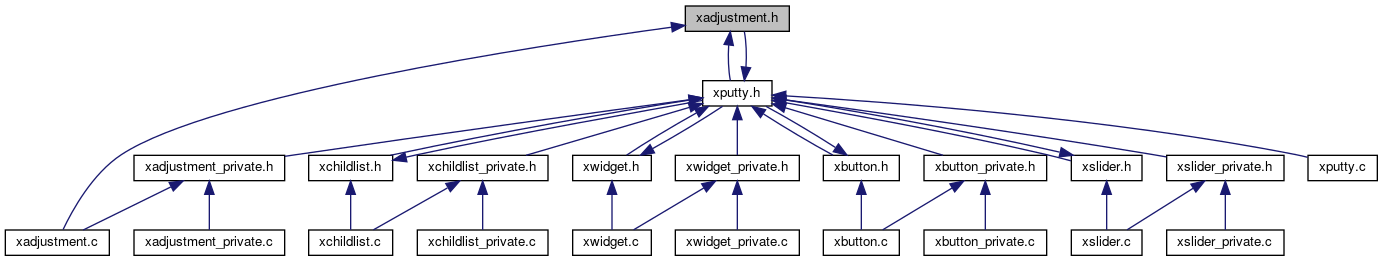 xadjustment.h
xputty.h
xadjustment_private.h
xchildlist.h
xchildlist_private.h
xwidget.h
xwidget_private.h
xbutton.h
xbutton_private.h
xslider.h
xslider_private.h
xputty.c
xadjustment.c
xadjustment_private.c
xchildlist.c
xchildlist_private.c
xwidget.c
xwidget_private.c
xbutton.c
xbutton_private.c
xslider.c
xslider_private.c